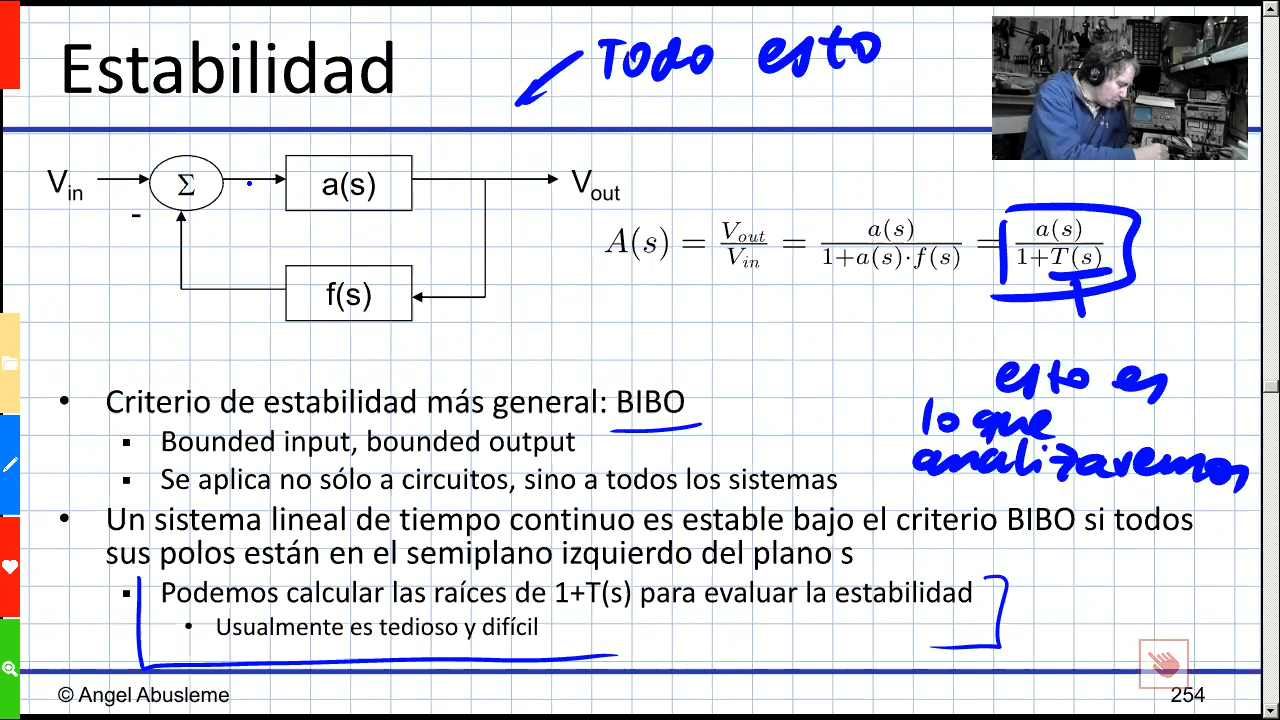 Estabilidad
Todo esto
Vin
Σ
a(s)
Vout
-
f(s)
A(s) = Vout/Vin = a(s)/(1+a(s)·f(s)) = a(s)/(1+T(s))
T
esto es
lo que
analizaremos
• Criterio de estabilidad más general: BIBO
▪ Bounded input, bounded output
▪ Se aplica no sólo a circuitos, sino a todos los sistemas
• Un sistema lineal de tiempo continuo es estable bajo el criterio BIBO si todos
sus polos están en el semiplano izquierdo del plano s
▪ Podemos calcular las raíces de 1+T(s) para evaluar la estabilidad
• Usualmente es tedioso y difícil
© Angel Abusleme
254